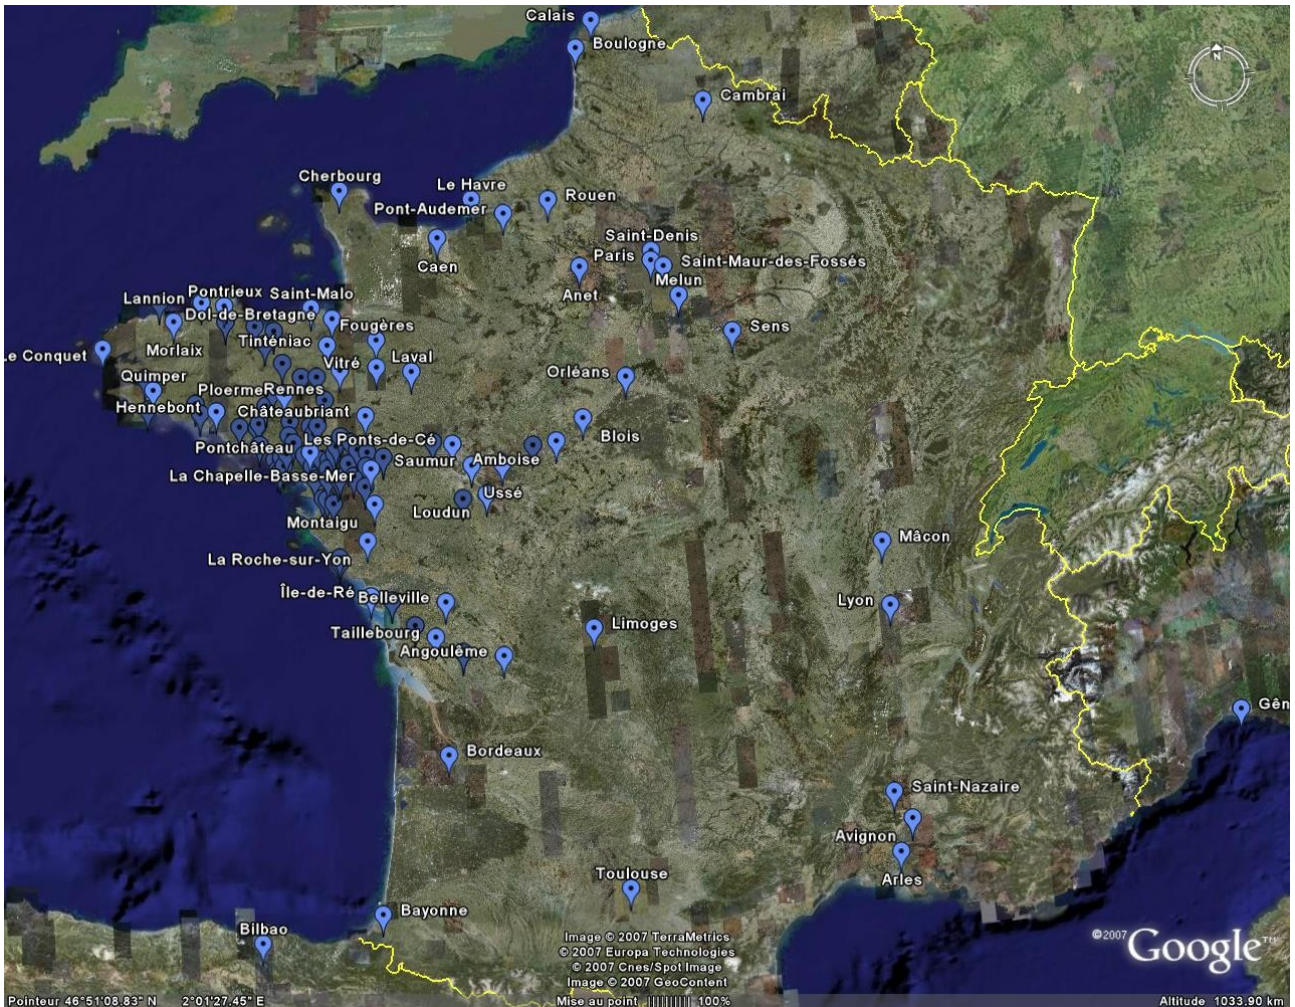 Calais
Boulogne
Cambrai
N
Cherbourg
Le Havre
Rouen
Pont-Audemer
Saint-Denis
Caen
Paris
Saint-Maur-des-Fossés
Anet
Melun
Lannion
Pontrieux
Saint-Malo
Dol-de-Bretagne
Fougères
Sens
Tinténiac
Le Conquet
Morlaix
Vitré
Laval
Quimper
Orléans
Ploerme
Rennes
Hennebont
Châteaubriant
Blois
Pontchâteau
Les Ponts-de-Cé
Saumur
Amboise
La Chapelle-Basse-Mer
Ussé
Loudun
Montaigu
Mâcon
La Roche-sur-Yon
Île-de-Ré
Belleville
Lyon
Taillebourg
Limoges
Angoulême
Gên
Bordeaux
Saint-Nazaire
Avignon
Toulouse
Arles
Bayonne
Bilbao
Image © 2007 TerraMetrics
© 2007 Europa Technologies
© 2007 Cnes/Spot Image
Image © 2007 GeoContent
©2007 Google™
Pointeur 46°51'08.83" N 2°01'27.45" E
Mise au point |||||||||| 100%
Altitude 1033.90 km